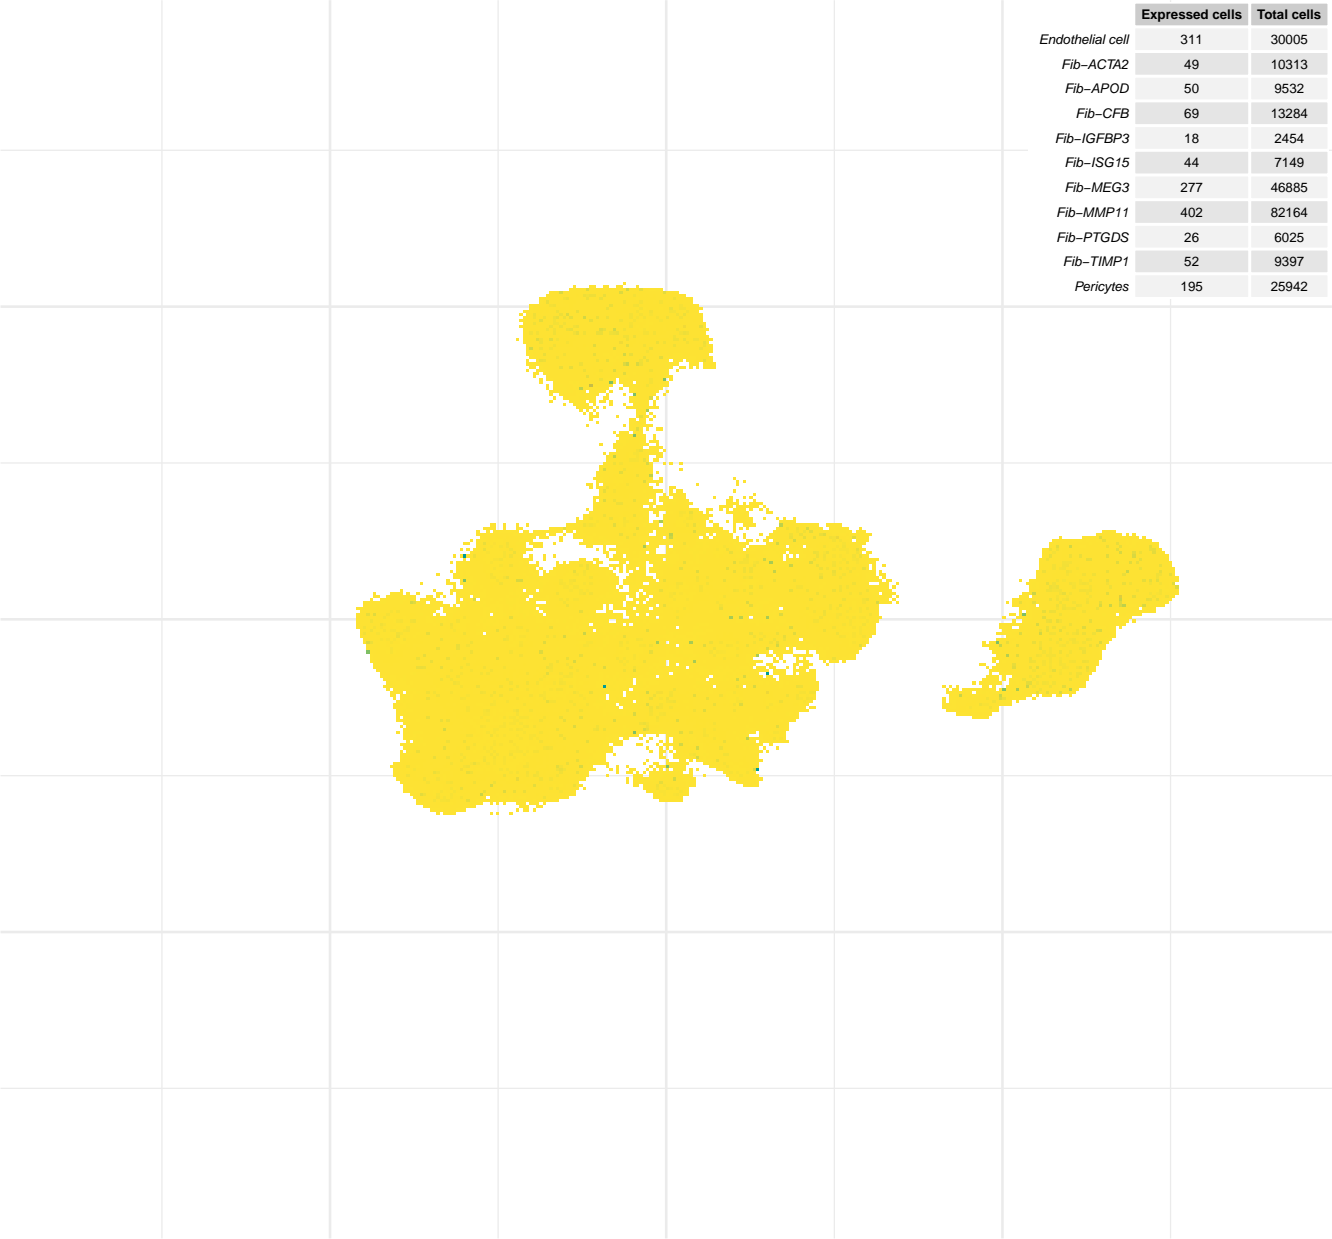 Expressed cells Total cells
Endothelial cell 311 30005
Fib−ACTA2 49 10313
Fib−APOD 50 9532
Fib−CFB 69 13284
Fib−IGFBP3 18 2454
Fib−ISG15 44 7149
Fib−MEG3 277 46885
Fib−MMP11 402 82164
Fib−PTGDS 26 6025
Fib−TIMP1 52 9397
Pericytes 195 25942